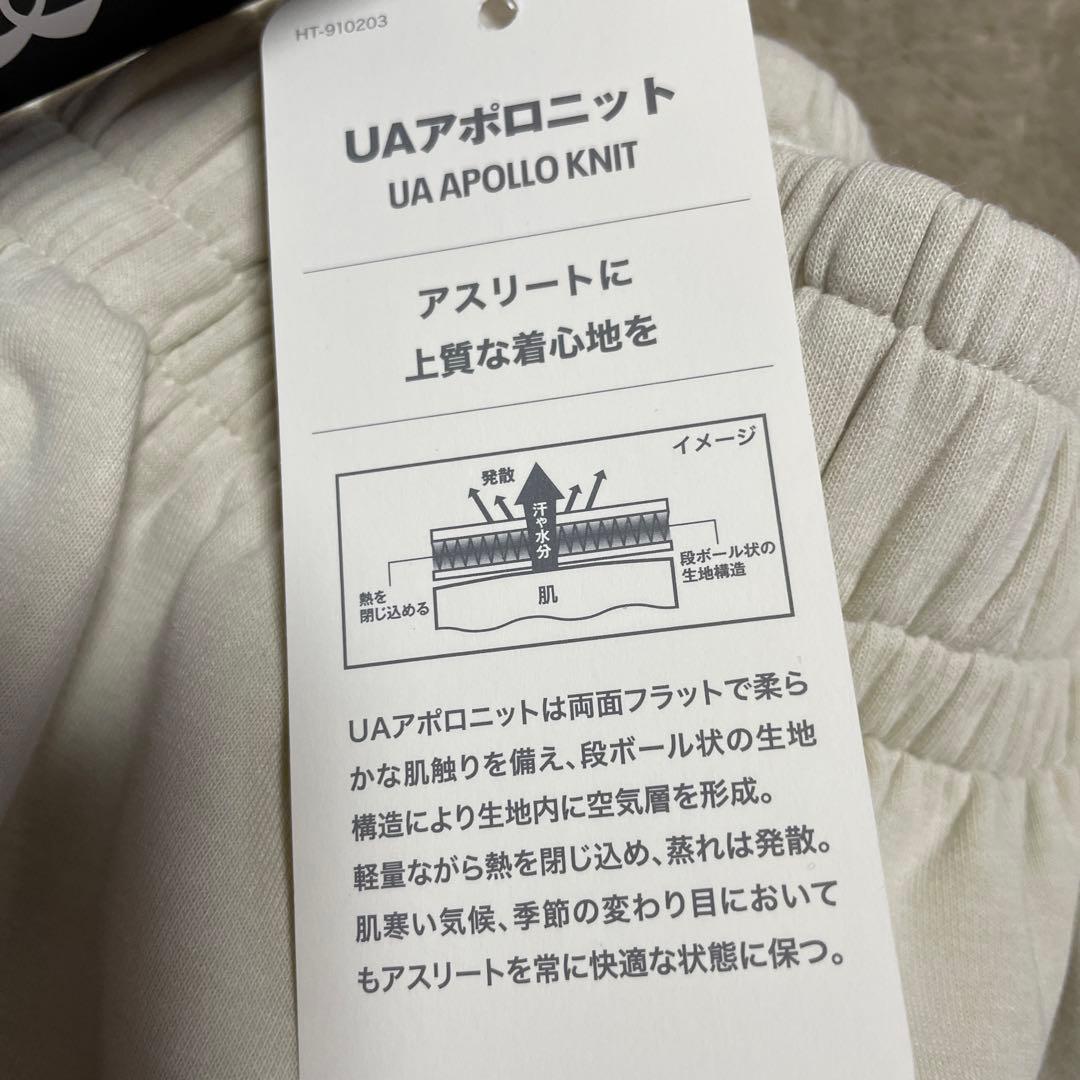 HT-910203
UAアポロニット
UA APOLLO KNIT
アスリートに
上質な着心地を
イメージ
発散
汗や水分
熱を
閉じ込める
肌
段ボール状の
生地構造
UAアポロニットは両面フラットで柔ら
かな肌触りを備え、段ボール状の生地
構造により生地内に空気層を形成。
軽量ながら熱を閉じ込め、蒸れは発散。
肌寒い気候、季節の変わり目において
もアスリートを常に快適な状態に保つ。